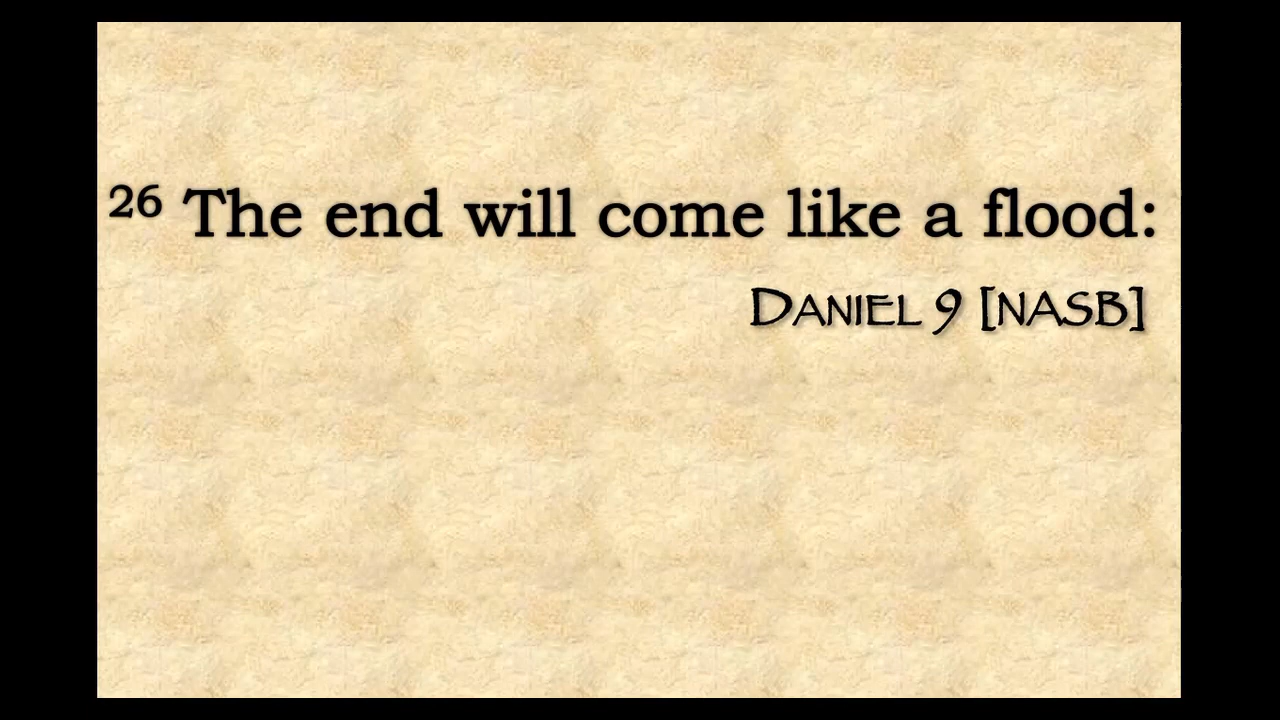 ²⁶ The end will come like a flood:
DANIEL 9 [NASB]